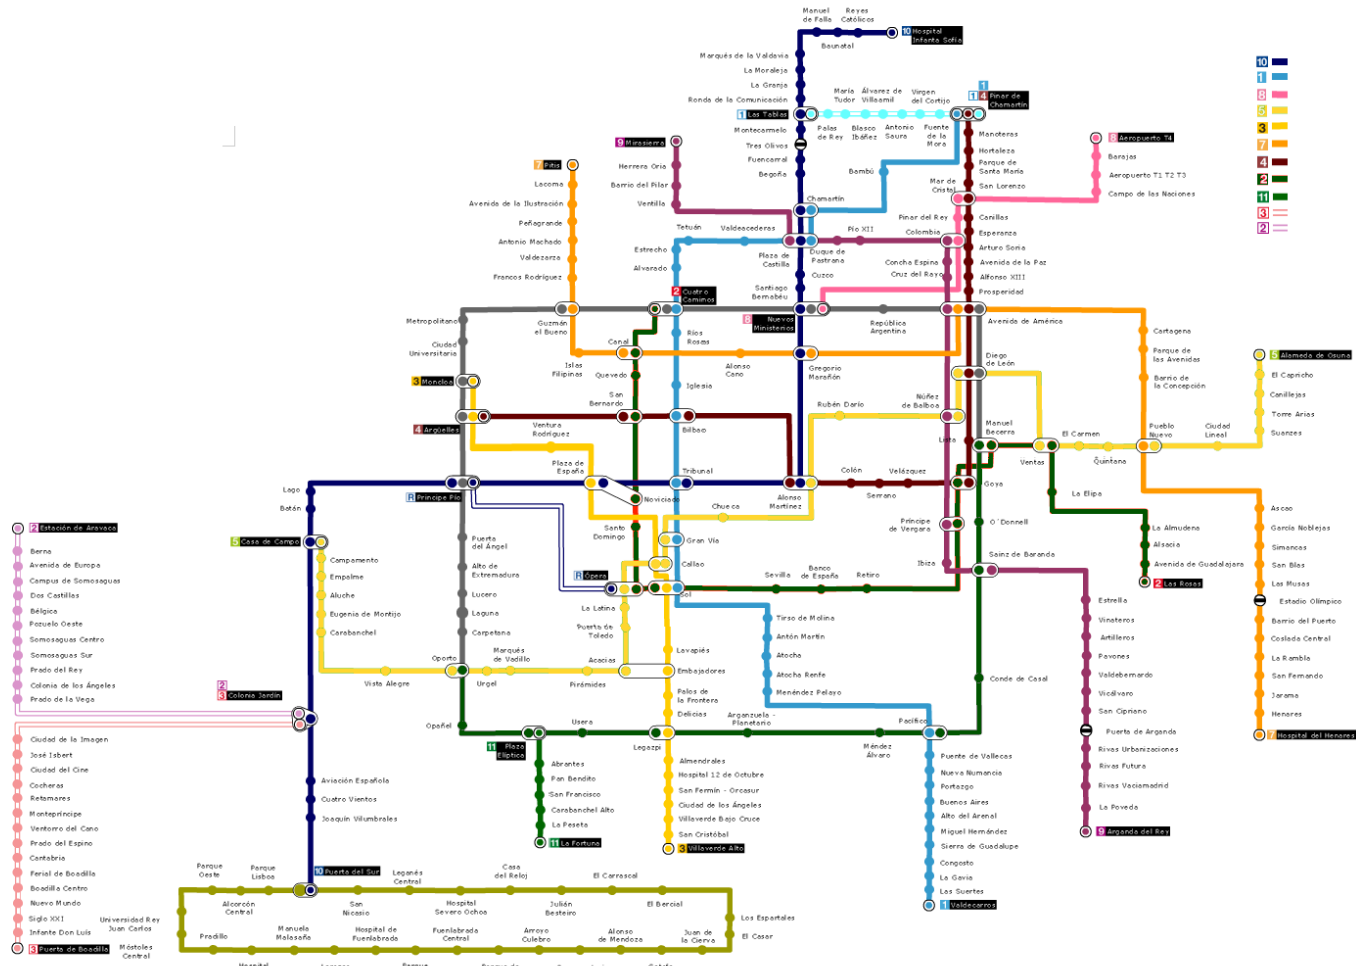 Manuel
de Falla
Reyes
Católicos
10 Hospital
Infanta Sofía
Baunatal
Marqués de la Valdavia
La Moraleja
La Granja
Ronda de la Comunicación
1 Las Tablas
Montecarmelo
Tres Olivos
Fuencarral
Begoña
María
Tudor
Álvarez de
Villaamil
Virgen
del Cortijo
Palas
de Rey
Blasco
Ibáñez
Antonio
Saura
Fuente
de la
Mora
1
1 4 Pinar de
Chamartín
Manoteras
Hortaleza
Parque de
Santa María
San Lorenzo
Mar de
Cristal
Canillas
Esperanza
Arturo Soria
Avenida de la Paz
Alfonso XIII
Prosperidad
8 Aeropuerto T4
Barajas
Aeropuerto T1 T2 T3
Campo de las Naciones
10
1
8
5
3
7
4
2
11
3
2
9 Mirasierra
Herrera Oria
Barrio del Pilar
Ventilla
7 Pitis
Lacoma
Avenida de la Ilustración
Peñagrande
Antonio Machado
Valdezarza
Francos Rodríguez
Bambú
Chamartín
Pinar del Rey
Tetuán
Valdeacederas
Plaza de
Castilla
Duque de
Pastrana
Pío XII
Colombia
Estrecho
Alvarado
Cuzco
Concha Espina
Cruz del Rayo
Santiago
Bernabéu
2 Cuatro
Caminos
8 Nuevos
Ministerios
República
Argentina
Avenida de América
Metropolitano
Ciudad
Universitaria
Guzmán
el Bueno
Canal
Ríos
Rosas
Islas
Filipinas
Quevedo
Alonso
Cano
Gregorio
Marañón
Diego
de León
Cartagena
Parque de
las Avenidas
Barrio de
la Concepción
5 Alameda de Osuna
El Capricho
Canillejas
Torre Arias
Suanzes
3 Moncloa
San
Bernardo
Iglesia
Rubén Darío
Núñez
de Balboa
4 Argüelles
Ventura
Rodríguez
Bilbao
Lista
Manuel
Becerra
El Carmen
Pueblo
Nuevo
Ciudad
Lineal
Ventas
Quintana
Plaza de
España
Tribunal
Colón
Velázquez
Serrano
Goya
La Elipa
Lago
Batán
R Príncipe Pío
Noviciado
Alonso
Martínez
Chueca
Príncipe
de Vergara
O´Donnell
La Almudena
Alsacia
Avenida de Guadalajara
2 Las Rosas
Ascao
García Noblejas
Simancas
San Blas
Las Musas
Estadio Olímpico
Barrio del Puerto
Coslada Central
La Rambla
San Fernando
Jarama
Henares
7 Hospital del Henares
2 Estación de Aravaca
Berna
Avenida de Europa
Campus de Somosaguas
Dos Castillas
Bélgica
Pozuelo Oeste
Somosaguas Centro
Somosaguas Sur
Prado del Rey
Colonia de los Ángeles
Prado de la Vega
5 Casa de Campo
Campamento
Empalme
Aluche
Eugenia de Montijo
Carabanchel
Puerta
del Ángel
Alto de
Extremadura
Lucero
Laguna
Carpetana
Santo
Domingo
Gran Vía
Callao
R Ópera
Sol
Sevilla
Banco
de España
Retiro
Ibiza
Sainz de Baranda
La Latina
Puerta de
Toledo
Tirso de Molina
Antón Martín
Atocha
Atocha Renfe
Menéndez Pelayo
Estrella
Vinateros
Artilleros
Pavones
Valdebernardo
Vicálvaro
San Cipriano
Puerta de Arganda
Rivas Urbanizaciones
Rivas Futura
Rivas Vaciamadrid
La Poveda
9 Arganda del Rey
Lavapiés
Oporto
Marqués
de Vadillo
Acacias
Embajadores
Vista Alegre
Urgel
Pirámides
Conde de Casal
2
3 Colonia Jardín
Palos de
la Frontera
Delicias
Opañel
Usera
Arganzuela -
Planetario
Pacífico
11 Plaza
Elíptica
Legazpi
Méndez
Álvaro
Ciudad de la Imagen
José Isbert
Ciudad del Cine
Cocheras
Retamares
Montepríncipe
Ventorro del Cano
Prado del Espino
Cantabria
Ferial de Boadilla
Boadilla Centro
Nuevo Mundo
Siglo XXI
Infante Don Luis
3 Puerta de Boadilla
Aviación Española
Cuatro Vientos
Joaquín Vilumbrales
Abrantes
Pan Bendito
San Francisco
Carabanchel Alto
La Peseta
11 La Fortuna
Almendrales
Hospital 12 de Octubre
San Fermín - Orcasur
Ciudad de los Ángeles
Villaverde Bajo Cruce
San Cristóbal
3 Villaverde Alto
Puente de Vallecas
Nueva Numancia
Portazgo
Buenos Aires
Alto del Arenal
Miguel Hernández
Sierra de Guadalupe
Congosto
La Gavia
Las Suertes
1 Valdecarros
10 Puerta del Sur
Parque
Oeste
Parque
Lisboa
Leganés
Central
Casa
del Reloj
El Carrascal
Alcorcón
Central
San
Nicasio
Hospital
Severo Ochoa
Julián
Besteiro
El Bercial
Universidad Rey
Juan Carlos
Los Espartales
El Casar
Pradillo
Manuela
Malasaña
Hospital de
Fuenlabrada
Fuenlabrada
Central
Arroyo
Culebro
Alonso
de Mendoza
Juan de
la Cierva
Móstoles
Central